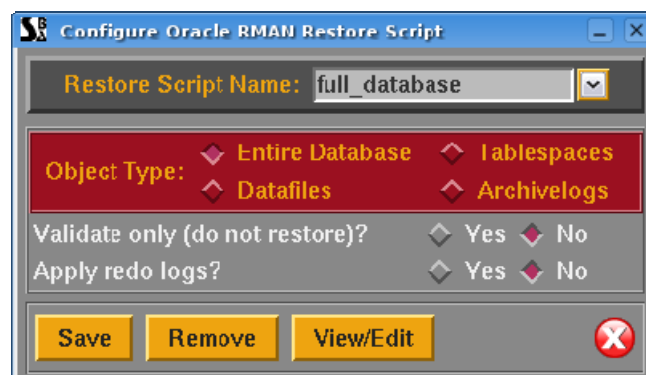 SBX Configure Oracle RMAN Restore Script
Restore Script Name: full_database
Object Type: Entire Database Tablespaces
Datafiles Archivelogs
Validate only (do not restore)? Yes No
Apply redo logs? Yes No
Save Remove View/Edit